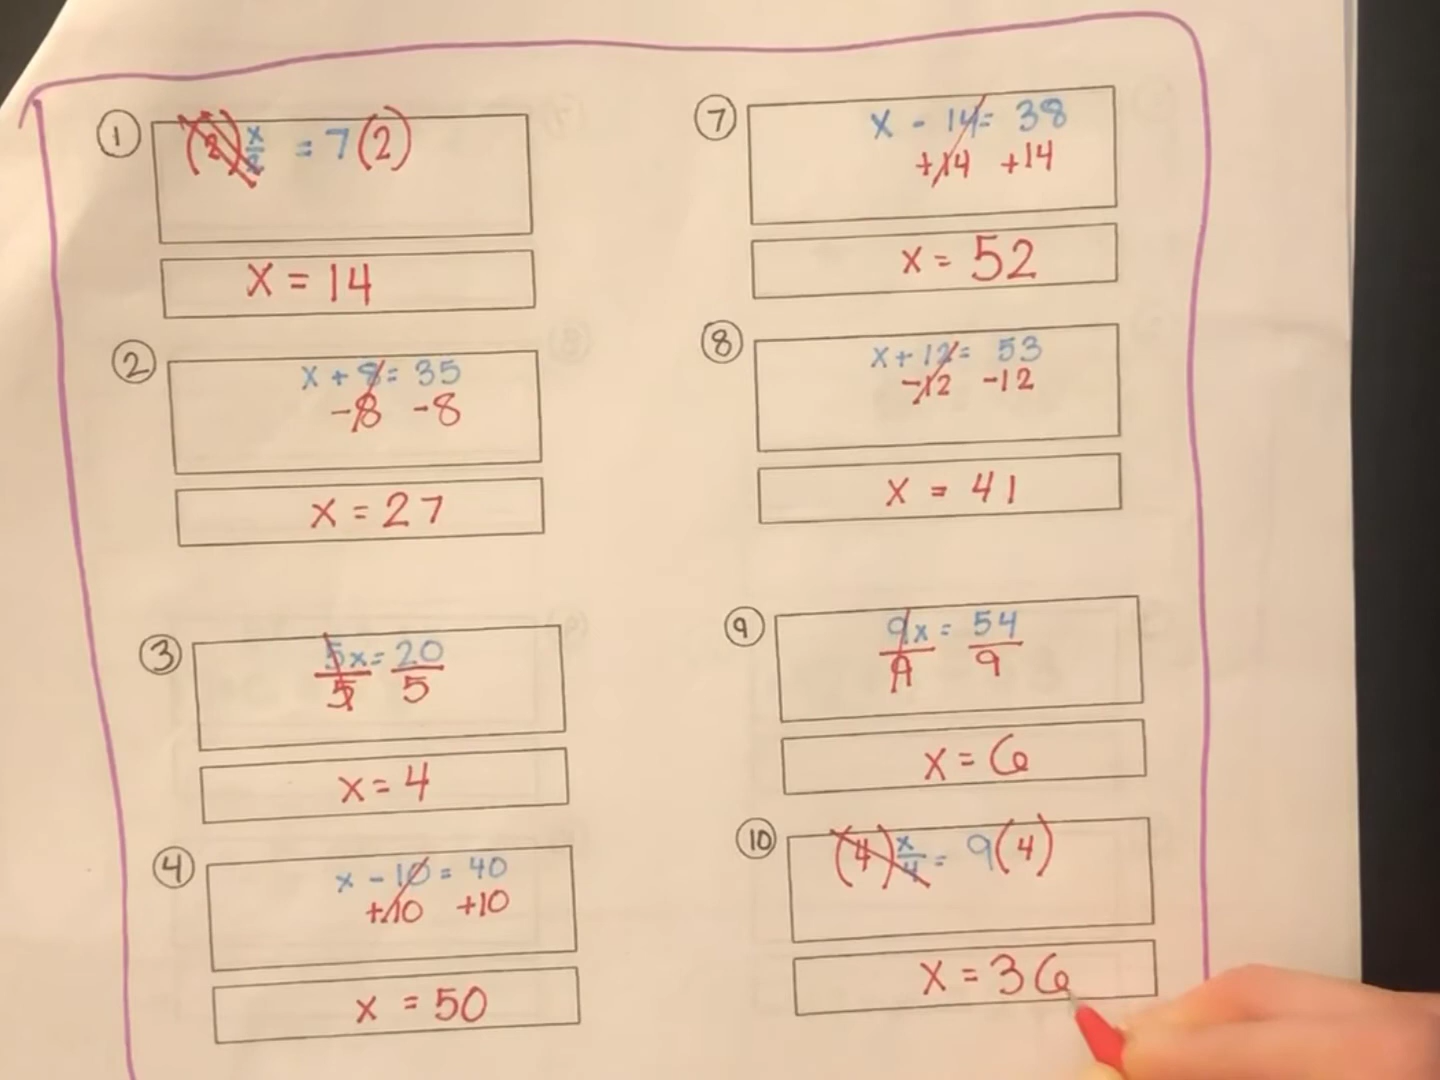 1
(2) x/2 = 7(2)
x = 14
2
x + 8 = 35
-8 -8
x = 27
3
5x = 20
5 5
x = 4
4
x - 10 = 40
+10 +10
x = 50
7
x - 14 = 38
+14 +14
x = 52
8
x + 12 = 53
-12 -12
x = 41
9
9x = 54
9 9
x = 6
10
(4) x/4 = 9(4)
x = 36